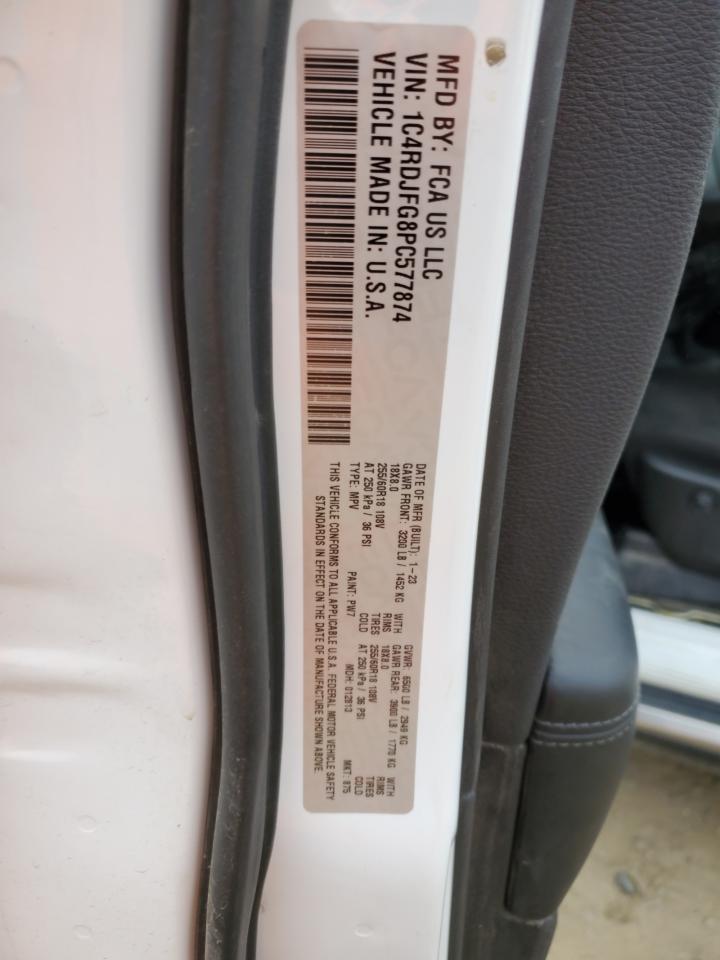 MFD BY: FCA US LLC
VIN: 1C4RDJFG8PC577874
VEHICLE MADE IN: U.S.A.
DATE OF MFR (BUILT): 1-23 GVWR: 6500 LB / 2949 KG
GAWR FRONT: 3200 LB / 1452 KG WITH GAWR REAR: 3900 LB / 1770 KG WITH
18X8.0 RIMS 18X8.0 RIMS
255/60R18 108V TIRES 255/60R18 108V TIRES
AT 250 kPa / 36 PSI COLD AT 250 kPa / 36 PSI COLD
TYPE: MPV PAINT: PW7 MDH: 012813 MKT: 875
THIS VEHICLE CONFORMS TO ALL APPLICABLE U.S.A. FEDERAL MOTOR VEHICLE SAFETY
STANDARDS IN EFFECT ON THE DATE OF MANUFACTURE SHOWN ABOVE.